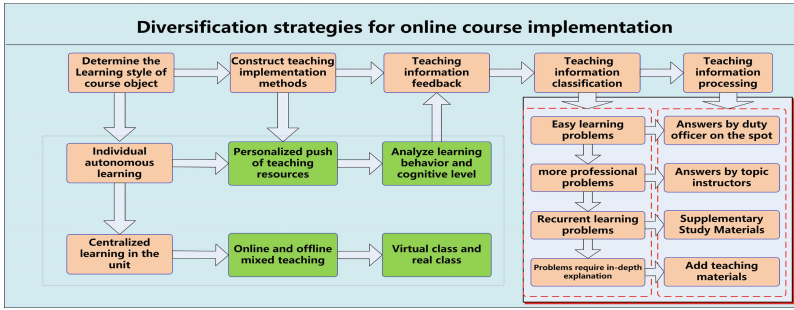 Diversification strategies for online course implementation
Determine the
Learning style of
course object
Construct teaching
implementation
methods
Teaching
information
feedback
Teaching
information
classification
Teaching
information
processing
Individual
autonomous
learning
Personalized push
of teaching
resources
Analyze learning
behavior and
cognitive level
Centralized
learning in the
unit
Online and offline
mixed teaching
Virtual class and
real class
Easy learning
problems
Answers by duty
officer on the spot
more professional
problems
Answers by topic
instructors
Recurrent learning
problems
Supplementary
Study Materials
Problems require in-depth
explanation
Add teaching
materials